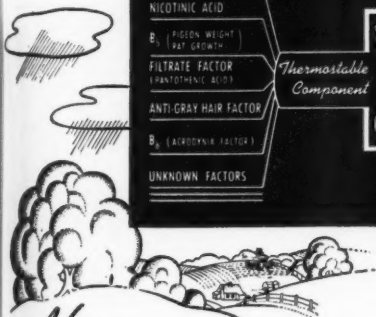 NICOTINIC ACID
B5 (PIGEON WEIGHT
RAT GROWTH)
FILTRATE FACTOR
(PANTOTHENIC ACID)
Thermostable
Component
ANTI-GRAY HAIR FACTOR
B6 (ACRODYNIA FACTOR)
UNKNOWN FACTORS